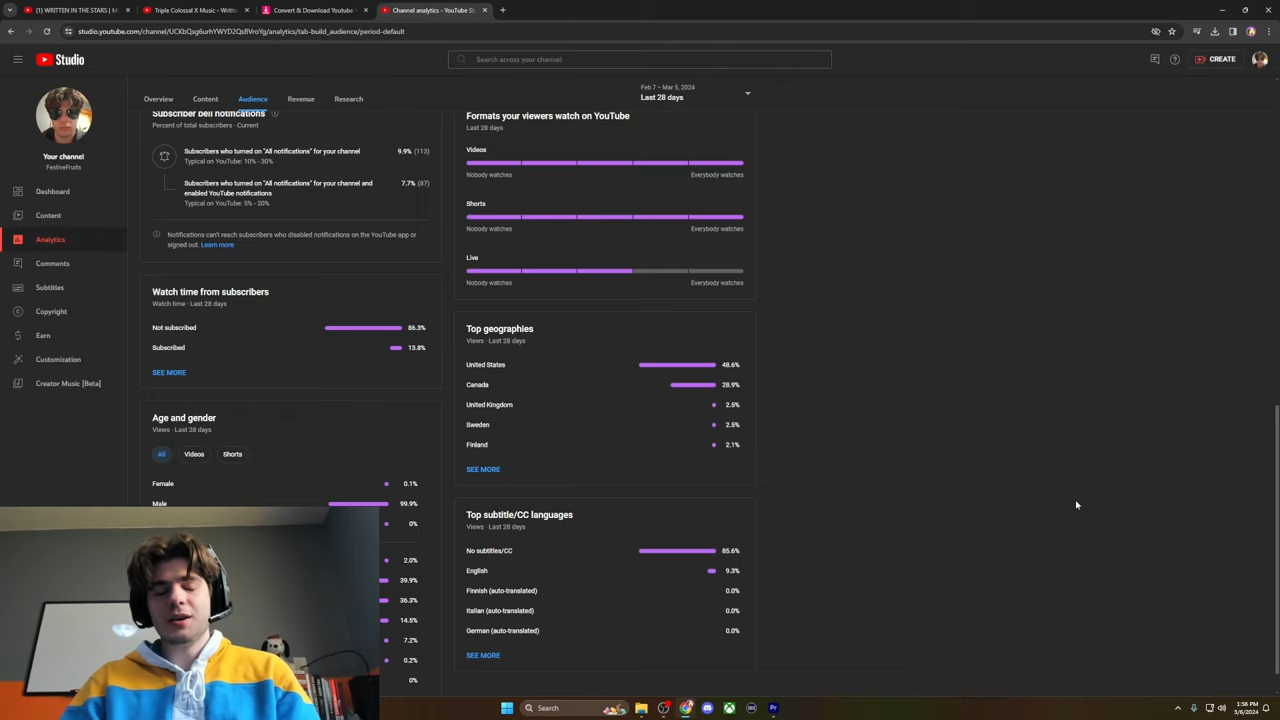 (1) WRITTEN IN THE STARS | M
Triple Colossal X Music - Writte
Convert & Download Youtube
Channel analytics - YouTube St
studio.youtube.com/channel/UCKbQsg6urhYWYD2QsBVroYg/analytics/tab-build_audience/period-default
Studio
Search across your channel
CREATE
Overview
Content
Audience
Revenue
Research
Feb 7 – Mar 5, 2024
Last 28 days
Your channel
FestiveFruits
Dashboard
Content
Analytics
Comments
Subtitles
Copyright
Earn
Customization
Creator Music [Beta]
Subscriber bell notifications
Percent of total subscribers · Current
Subscribers who turned on "All notifications" for your channel
9.9% (113)
Typical on YouTube: 10% - 30%
Subscribers who turned on "All notifications" for your channel and
enabled YouTube notifications
7.7% (87)
Typical on YouTube: 5% - 20%
Notifications can't reach subscribers who disabled notifications on the YouTube app or
signed out. Learn more
Watch time from subscribers
Watch time · Last 28 days
Not subscribed 86.3%
Subscribed 13.8%
SEE MORE
Age and gender
Views · Last 28 days
All Videos Shorts
Female 0.1%
Male 99.9%
0%
2.0%
39.9%
36.3%
14.5%
7.2%
0.2%
0%
Formats your viewers watch on YouTube
Last 28 days
Videos
Nobody watches Everybody watches
Shorts
Nobody watches Everybody watches
Live
Nobody watches Everybody watches
Top geographies
Views · Last 28 days
United States 48.6%
Canada 28.9%
United Kingdom 2.5%
Sweden 2.5%
Finland 2.1%
SEE MORE
Top subtitle/CC languages
Views · Last 28 days
No subtitles/CC 85.6%
English 9.3%
Finnish (auto-translated) 0.0%
Italian (auto-translated) 0.0%
German (auto-translated) 0.0%
SEE MORE
Search
Pr
1:56 PM
3/6/2024